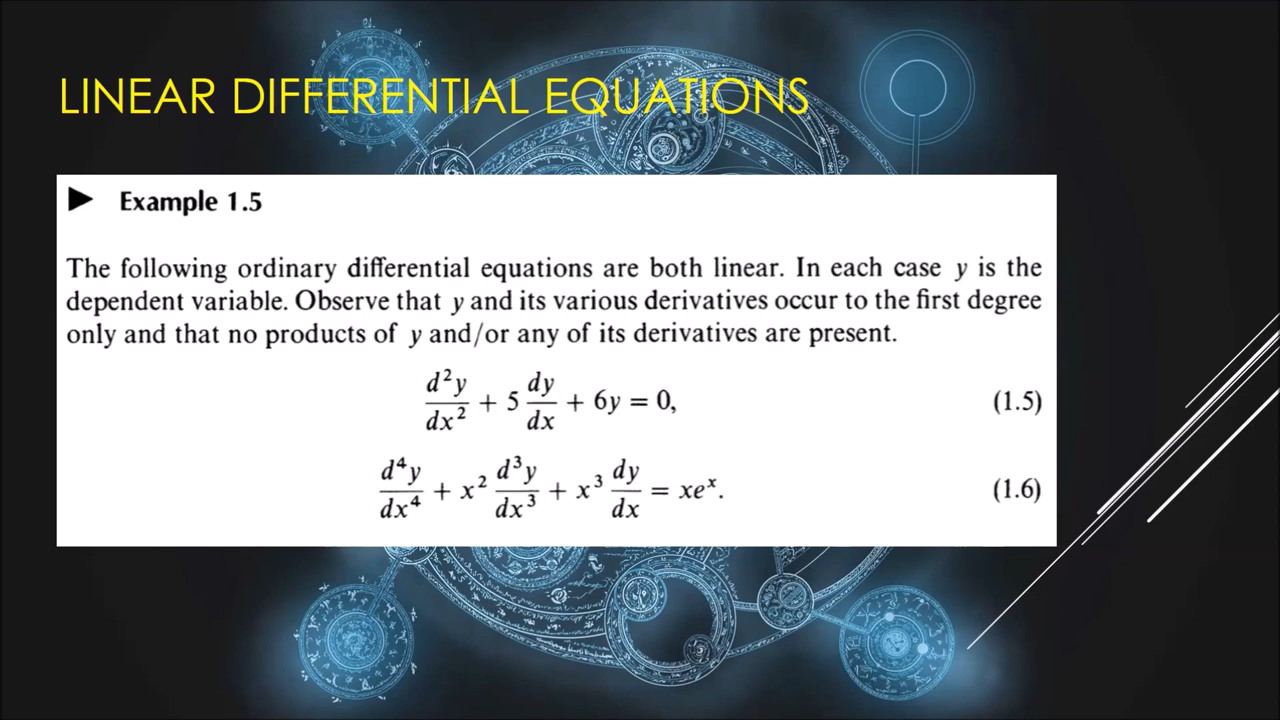 LINEAR DIFFERENTIAL EQUATIONS
▶ Example 1.5
The following ordinary differential equations are both linear. In each case y is the
dependent variable. Observe that y and its various derivatives occur to the first degree
only and that no products of y and/or any of its derivatives are present.
d²y/dx² + 5 dy/dx + 6y = 0, (1.5)
d⁴y/dx⁴ + x² d³y/dx³ + x³ dy/dx = xeˣ. (1.6)